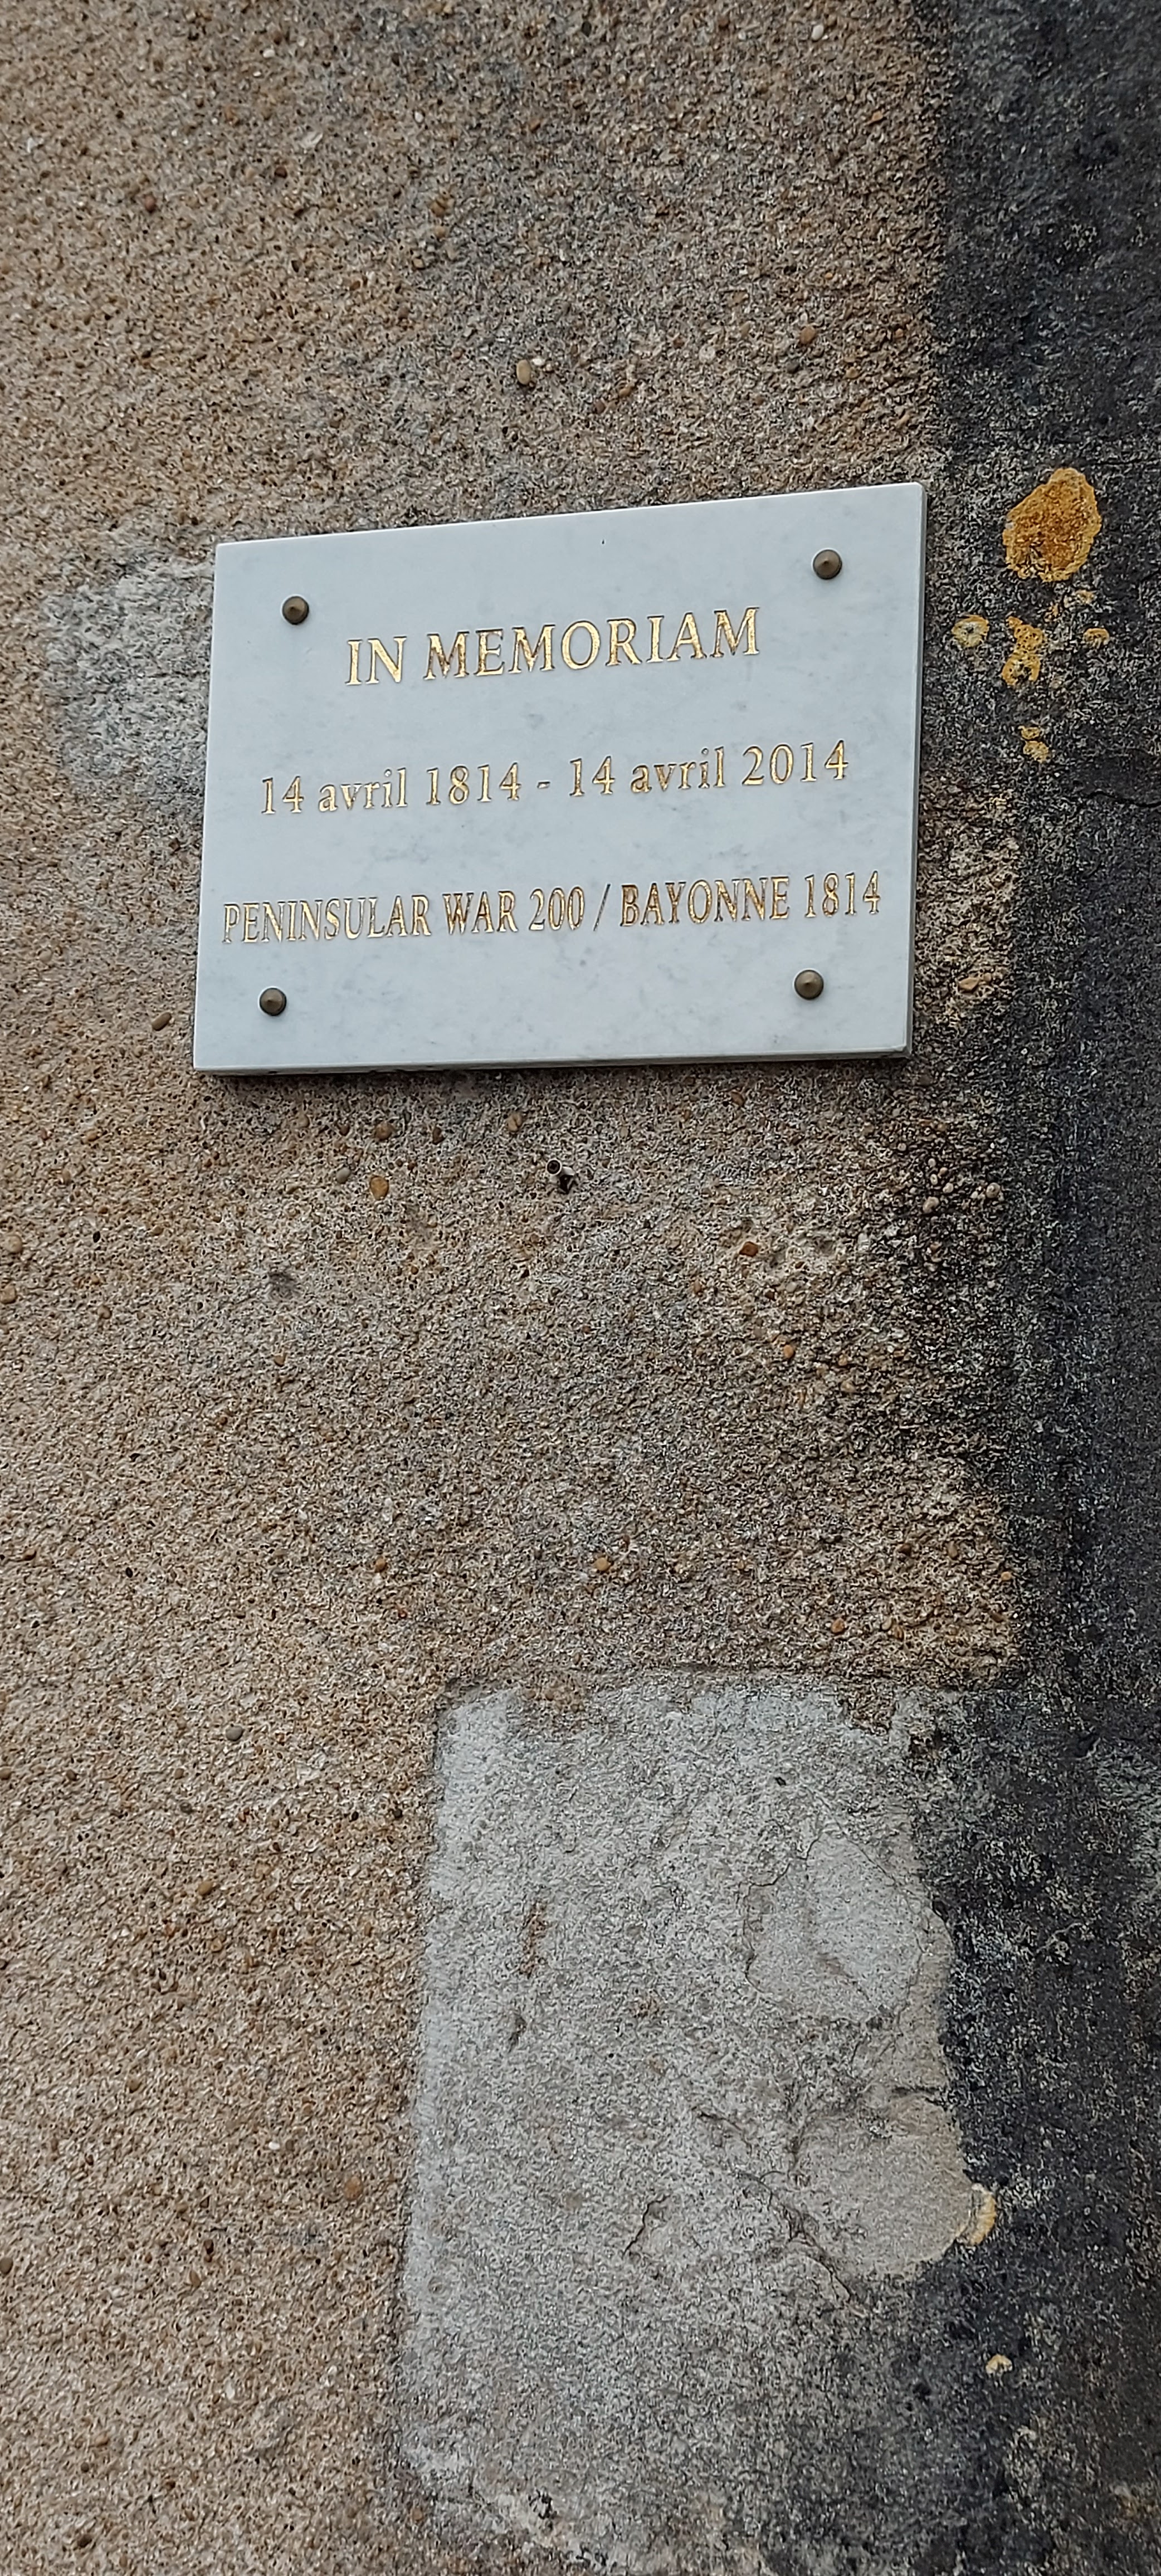 IN MEMORIAM
14 avril 1814 - 14 avril 2014
PENINSULAR WAR 200 / BAYONNE 1814